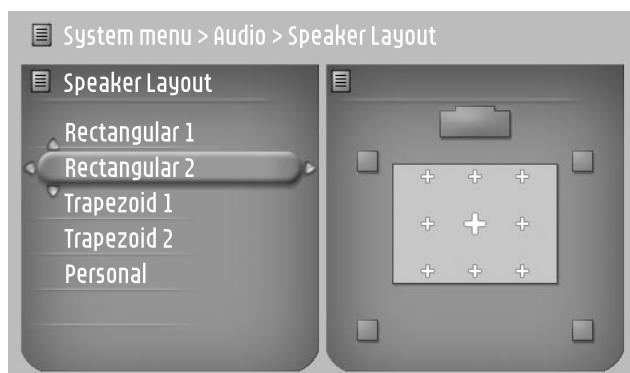 System menu > Audio > Speaker Layout
Speaker Layout
Rectangular 1
Rectangular 2
Trapezoid 1
Trapezoid 2
Personal